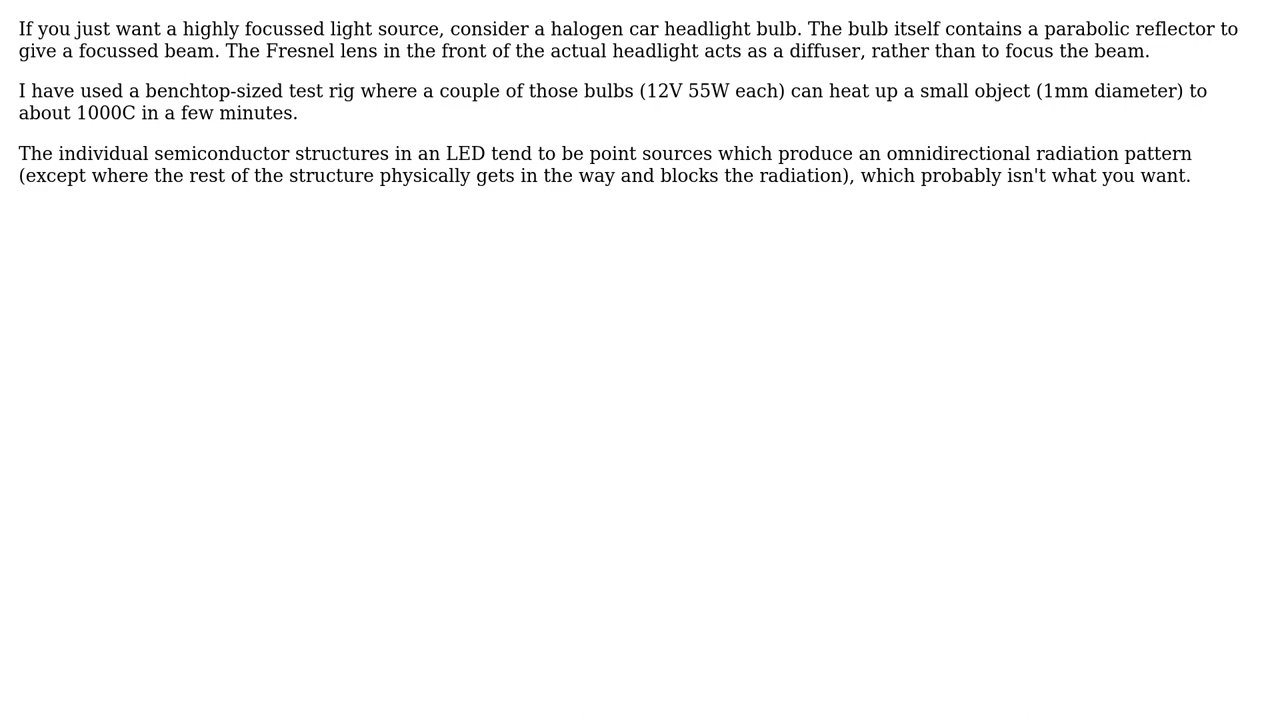 If you just want a highly focussed light source, consider a halogen car headlight bulb. The bulb itself contains a parabolic reflector to
give a focussed beam. The Fresnel lens in the front of the actual headlight acts as a diffuser, rather than to focus the beam.
I have used a benchtop-sized test rig where a couple of those bulbs (12V 55W each) can heat up a small object (1mm diameter) to
about 1000C in a few minutes.
The individual semiconductor structures in an LED tend to be point sources which produce an omnidirectional radiation pattern
(except where the rest of the structure physically gets in the way and blocks the radiation), which probably isn't what you want.